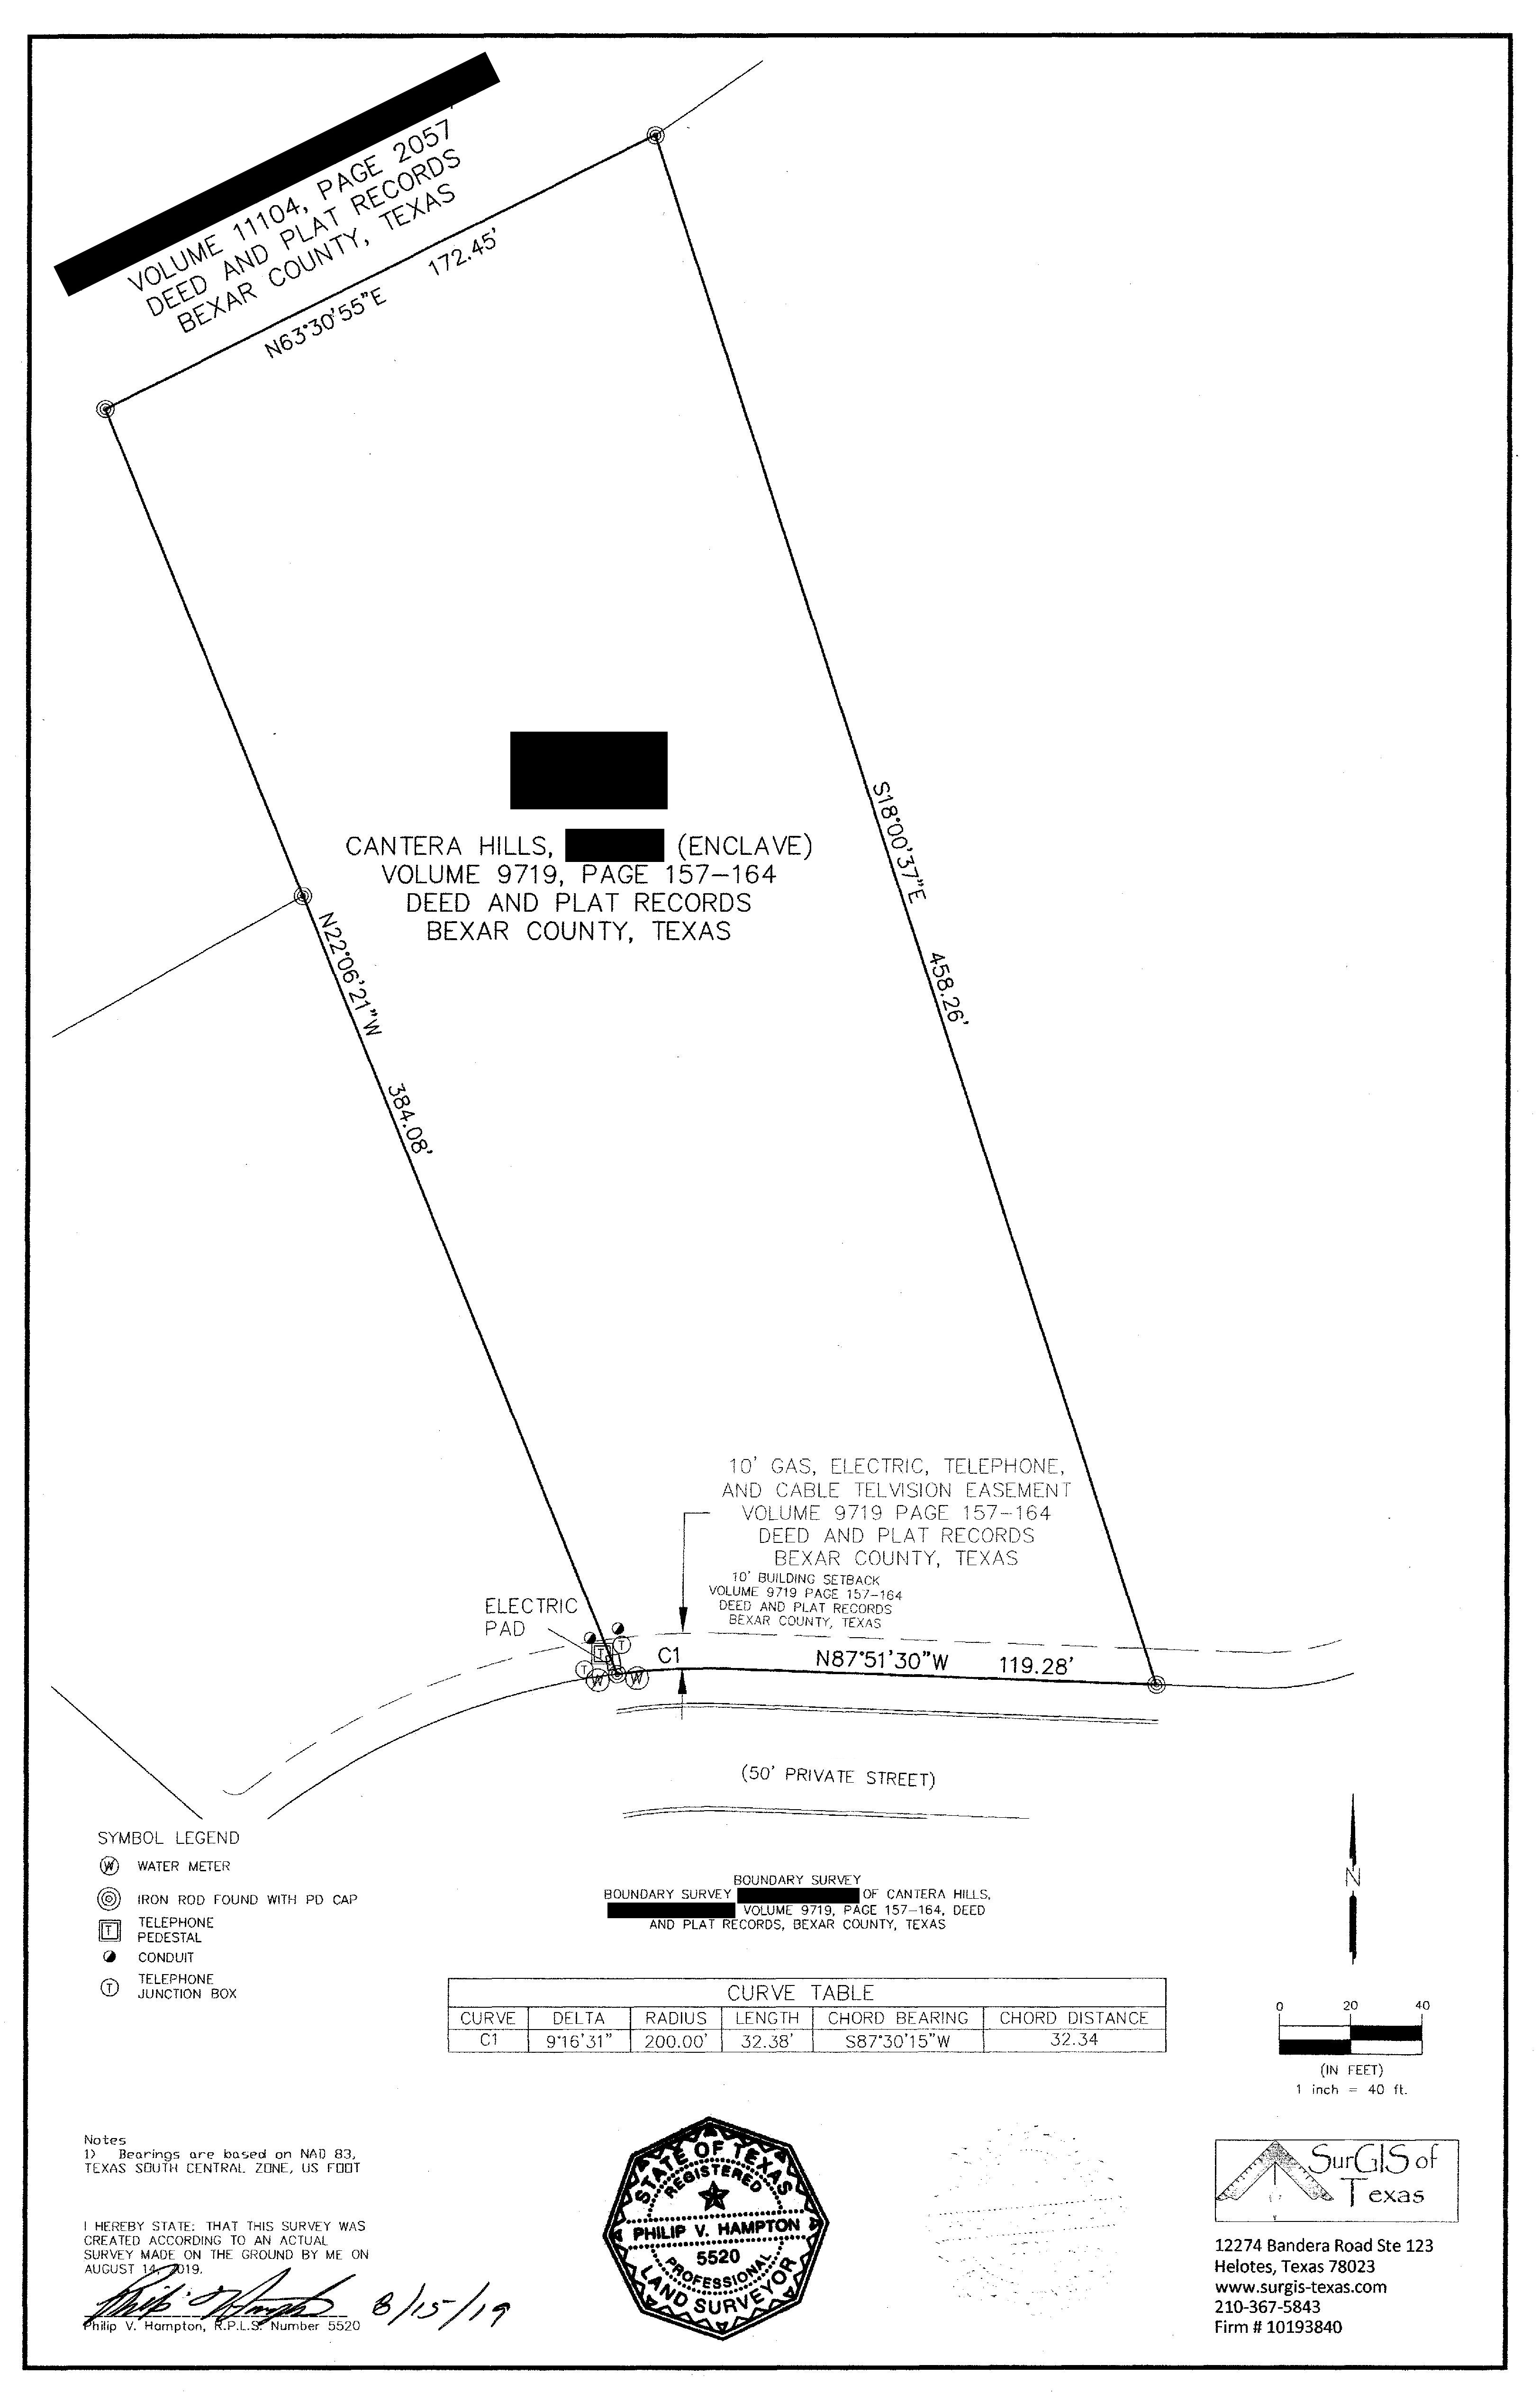 VOLUME 11104, PAGE 2057
DEED AND PLAT RECORDS
BEXAR COUNTY, TEXAS
N63°30'55"E 172.45'
CANTERA HILLS, (ENCLAVE)
VOLUME 9719, PAGE 157-164
DEED AND PLAT RECORDS
BEXAR COUNTY, TEXAS
S18°00'37"E 458.26'
N22°06'21"W 384.08'
10' GAS, ELECTRIC, TELEPHONE,
AND CABLE TELVISION EASEMENT
VOLUME 9719 PAGE 157-164
DEED AND PLAT RECORDS
BEXAR COUNTY, TEXAS
10' BUILDING SETBACK
VOLUME 9719 PAGE 157-164
DEED AND PLAT RECORDS
BEXAR COUNTY, TEXAS
ELECTRIC
PAD
T
T
T
W
W
C1
N87°51'30"W 119.28'
(50' PRIVATE STREET)
SYMBOL LEGEND
W WATER METER
IRON ROD FOUND WITH PD CAP
T TELEPHONE
PEDESTAL
CONDUIT
T TELEPHONE
JUNCTION BOX
BOUNDARY SURVEY
BOUNDARY SURVEY OF CANTERA HILLS,
VOLUME 9719, PAGE 157-164, DEED
AND PLAT RECORDS, BEXAR COUNTY, TEXAS
N
CURVE TABLE
CURVE DELTA RADIUS LENGTH CHORD BEARING CHORD DISTANCE
C1 9°16'31" 200.00' 32.38' S87°30'15"W 32.34
0 20 40
(IN FEET)
1 inch = 40 ft.
Notes
1) Bearings are based on NAD 83,
TEXAS SOUTH CENTRAL ZONE, US FOOT
I HEREBY STATE: THAT THIS SURVEY WAS
CREATED ACCORDING TO AN ACTUAL
SURVEY MADE ON THE GROUND BY ME ON
AUGUST 14, 2019.
8/15/19
Philip V. Hampton, R.P.L.S. Number 5520
STATE OF TEXAS
REGISTERED
PHILIP V. HAMPTON
5520
PROFESSIONAL
LAND SURVEYOR
SurGIS of
Texas
12274 Bandera Road Ste 123
Helotes, Texas 78023
www.surgis-texas.com
210-367-5843
Firm # 10193840